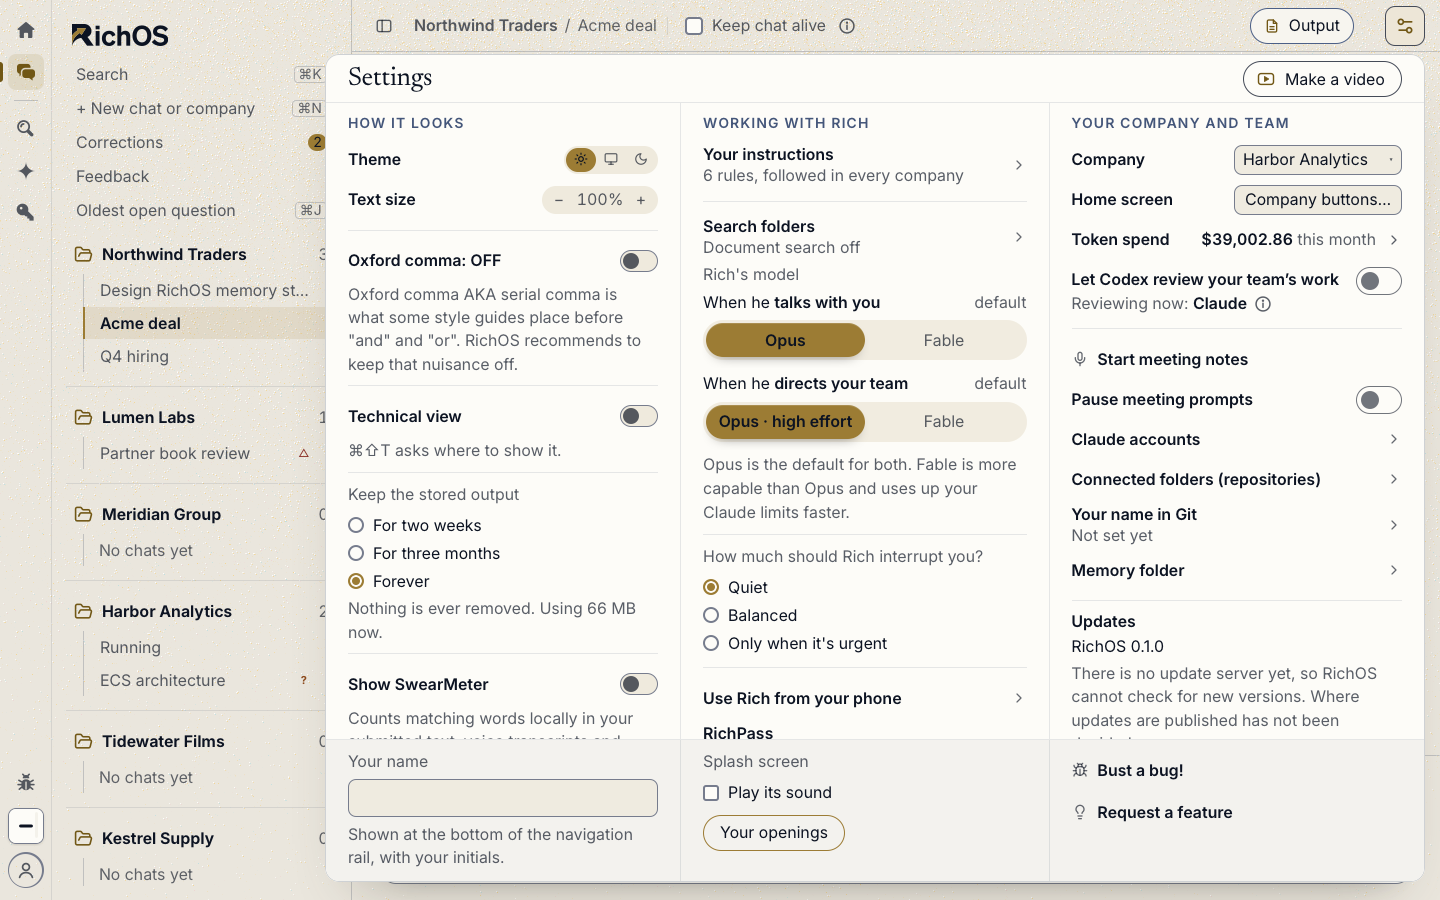 RichOS
Search ⌘K
+ New chat or company ⌘N
Corrections 2
Feedback
Oldest open question ⌘J
Northwind Traders
Design RichOS memory st…
Acme deal
Q4 hiring
Lumen Labs
Partner book review
Meridian Group
No chats yet
Harbor Analytics
Running
ECS architecture ?
Tidewater Films
No chats yet
Kestrel Supply
No chats yet
Northwind Traders / Acme deal
Keep chat alive
Output
Settings
Make a video
HOW IT LOOKS
Theme
Text size − 100% +
Oxford comma: OFF
Oxford comma AKA serial comma is
what some style guides place before
"and" and "or". RichOS recommends to
keep that nuisance off.
Technical view
⌘⇧T asks where to show it.
Keep the stored output
For two weeks
For three months
Forever
Nothing is ever removed. Using 66 MB
now.
Show SwearMeter
Counts matching words locally in your
Your name
Shown at the bottom of the navigation
rail, with your initials.
WORKING WITH RICH
Your instructions
6 rules, followed in every company
Search folders
Document search off
Rich's model
When he talks with you default
Opus Fable
When he directs your team default
Opus · high effort Fable
Opus is the default for both. Fable is more
capable than Opus and uses up your
Claude limits faster.
How much should Rich interrupt you?
Quiet
Balanced
Only when it's urgent
Use Rich from your phone
RichPass
Splash screen
Play its sound
Your openings
YOUR COMPANY AND TEAM
Company Harbor Analytics
Home screen Company buttons…
Token spend $39,002.86 this month
Let Codex review your team’s work
Reviewing now: Claude
Start meeting notes
Pause meeting prompts
Claude accounts
Connected folders (repositories)
Your name in Git
Not set yet
Memory folder
Updates
RichOS 0.1.0
There is no update server yet, so RichOS
cannot check for new versions. Where
updates are published has not been
Bust a bug!
Request a feature